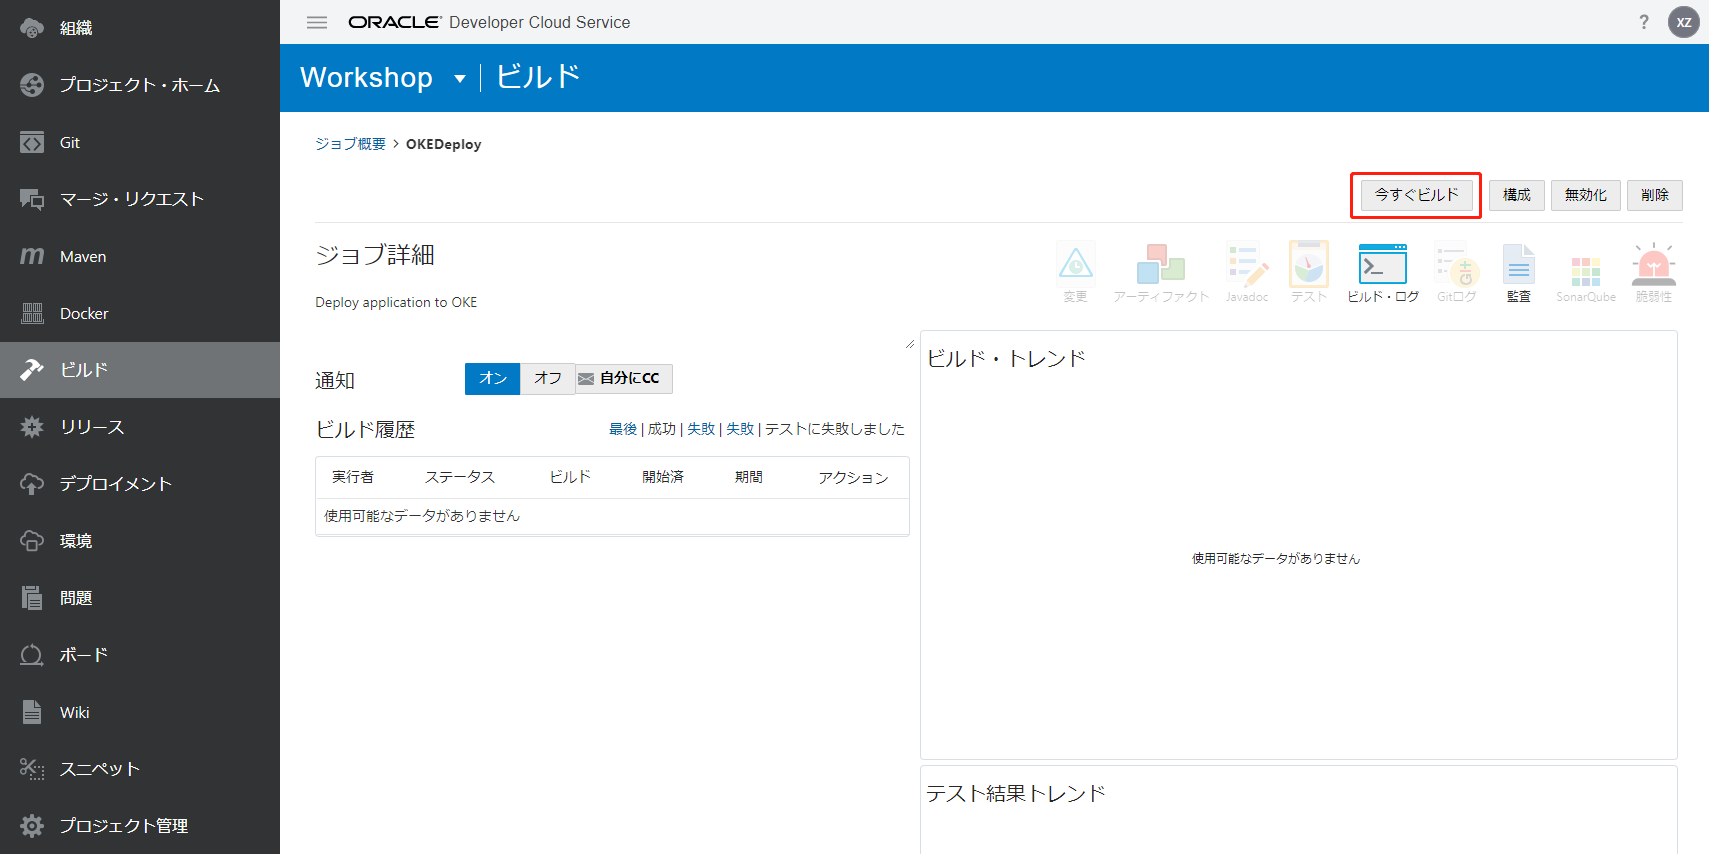 組織
プロジェクト・ホーム
Git
マージ・リクエスト
Maven
Docker
ビルド
リリース
デプロイメント
環境
問題
ボード
Wiki
スニペット
プロジェクト管理
ORACLE Developer Cloud Service
? XZ
Workshop ビルド
ジョブ概要 > OKEDeploy
今すぐビルド 構成 無効化 削除
ジョブ詳細
変更 アーティファクト Javadoc テスト ビルド・ログ Gitログ 監査 SonarQube 脆弱性
Deploy application to OKE
通知 オン オフ 自分にCC
ビルド履歴 最後 | 成功 | 失敗 | 失敗 | テストに失敗しました
実行者 ステータス ビルド 開始済 期間 アクション
使用可能なデータがありません
ビルド・トレンド
使用可能なデータがありません
テスト結果トレンド